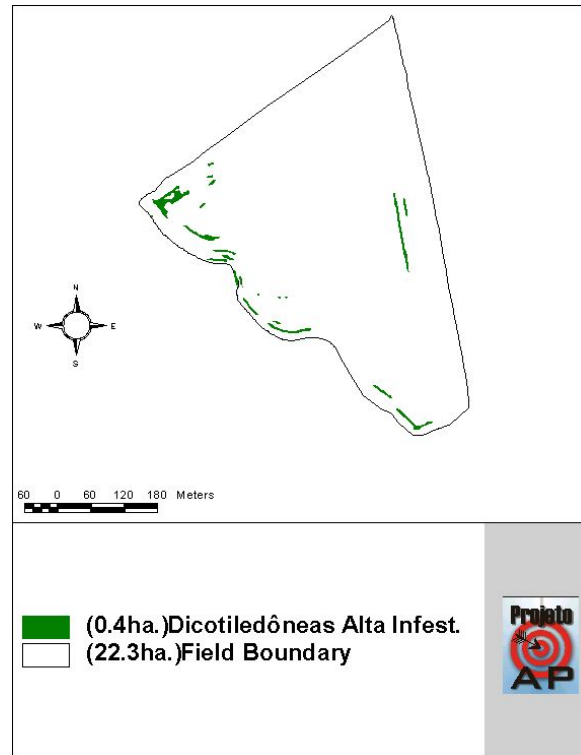 N
W E
S
60 0 60 120 180 Meters
(0.4ha.)Dicotiledôneas Alta Infest.
(22.3ha.)Field Boundary
Projeto
AP